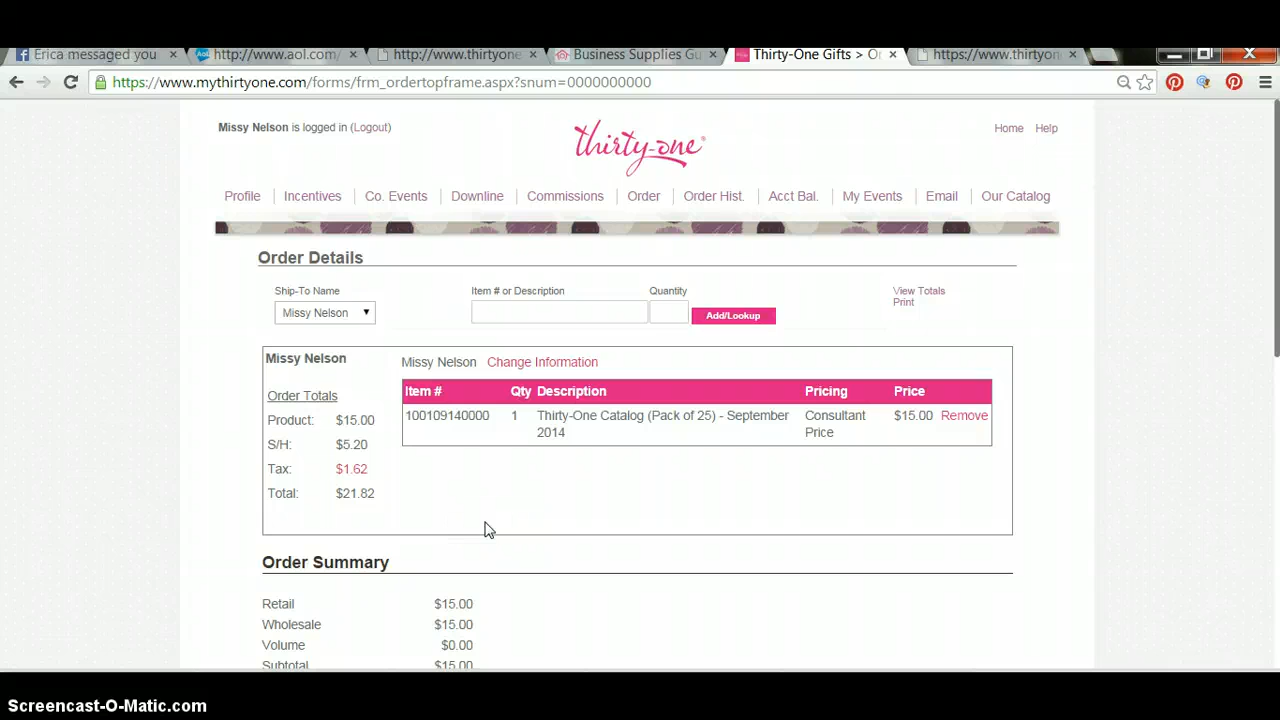 Erica messaged you
http://www.aol.com/
http://www.thirtyone
Business Supplies Gu
Thirty-One Gifts > Or
https://www.thirtyon
https://www.mythirtyone.com/forms/frm_ordertopframe.aspx?snum=0000000000
Missy Nelson is logged in (Logout)
thirty-one®
Home Help
Profile Incentives Co. Events Downline Commissions Order Order Hist. Acct Bal. My Events Email Our Catalog
Order Details
Ship-To Name Item # or Description Quantity View Totals
Print
Missy Nelson Add/Lookup
Missy Nelson Missy Nelson Change Information
Item # Qty Description Pricing Price
Order Totals
100109140000 1 Thirty-One Catalog (Pack of 25) - September Consultant $15.00 Remove
2014 Price
Product: $15.00
S/H: $5.20
Tax: $1.62
Total: $21.82
Order Summary
Retail $15.00
Wholesale $15.00
Volume $0.00
Subtotal $15.00
Screencast-O-Matic.com